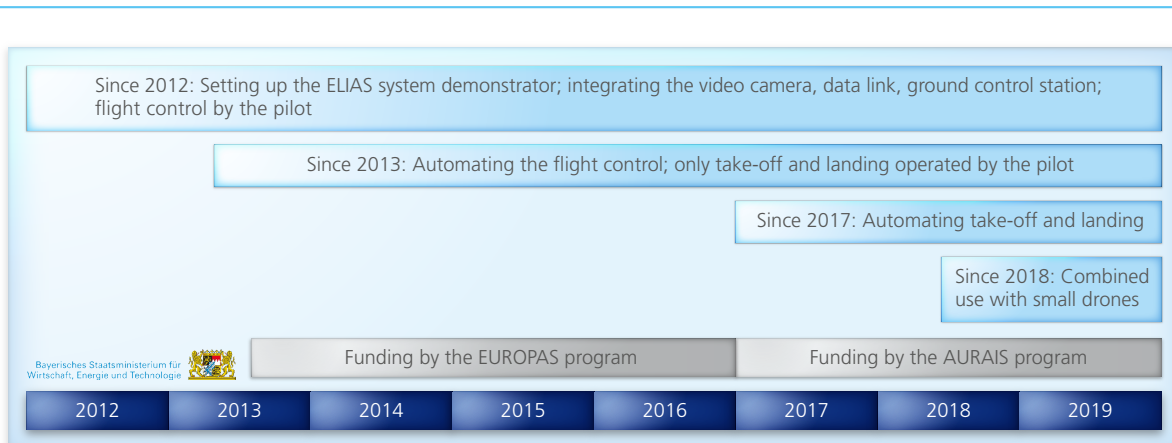 Since 2012: Setting up the ELIAS system demonstrator; integrating the video camera, data link, ground control station;
flight control by the pilot
Since 2013: Automating the flight control; only take-off and landing operated by the pilot
Since 2017: Automating take-off and landing
Since 2018: Combined
use with small drones
Bayerisches Staatsministerium für
Wirtschaft, Energie und Technologie
Funding by the EUROPAS program
Funding by the AURAIS program
2012 2013 2014 2015 2016 2017 2018 2019